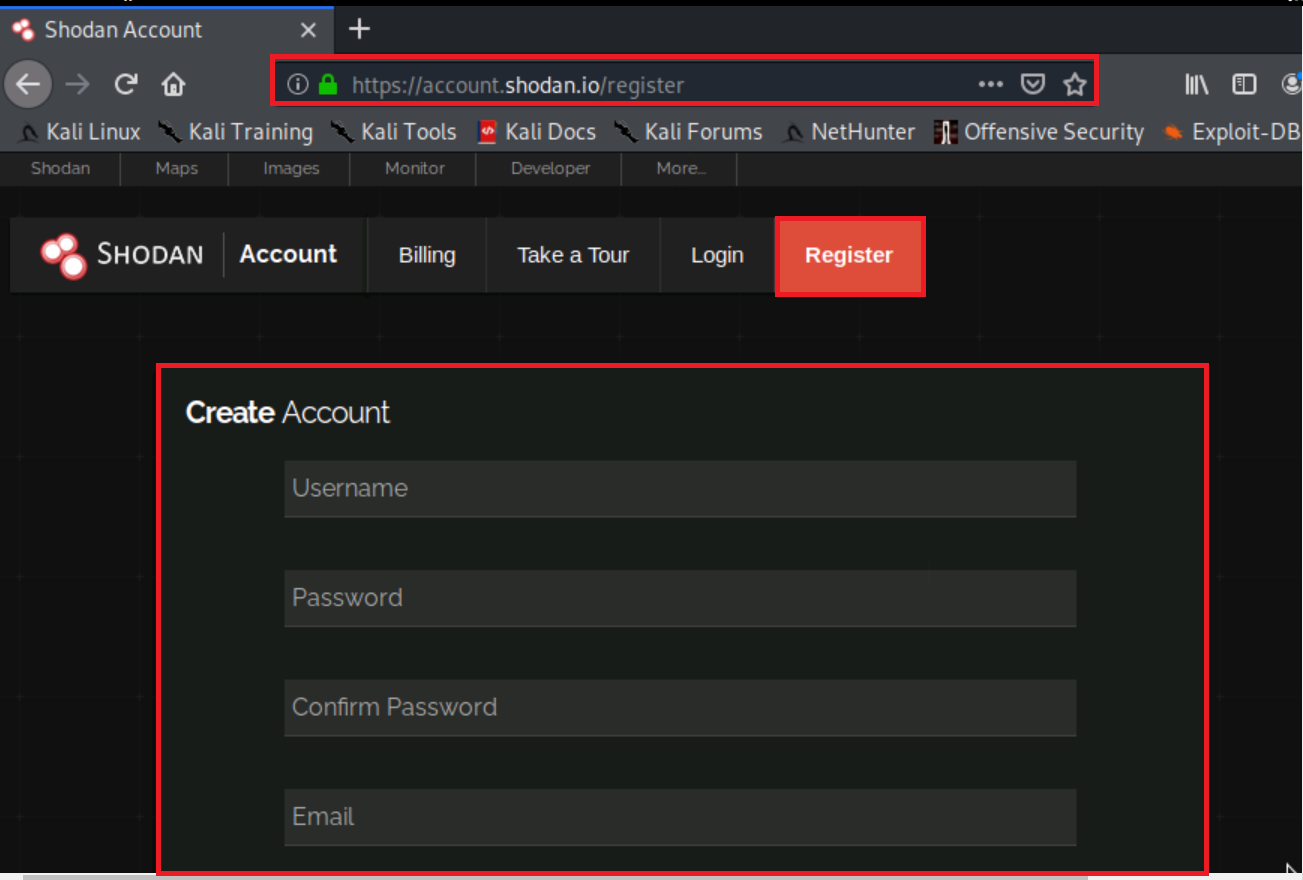 Shodan Account
https://account.shodan.io/register
Kali Linux Kali Training Kali Tools Kali Docs Kali Forums NetHunter Offensive Security Exploit-DB
Shodan Maps Images Monitor Developer More...
SHODAN Account Billing Take a Tour Login Register
Create Account
Username
Password
Confirm Password
Email